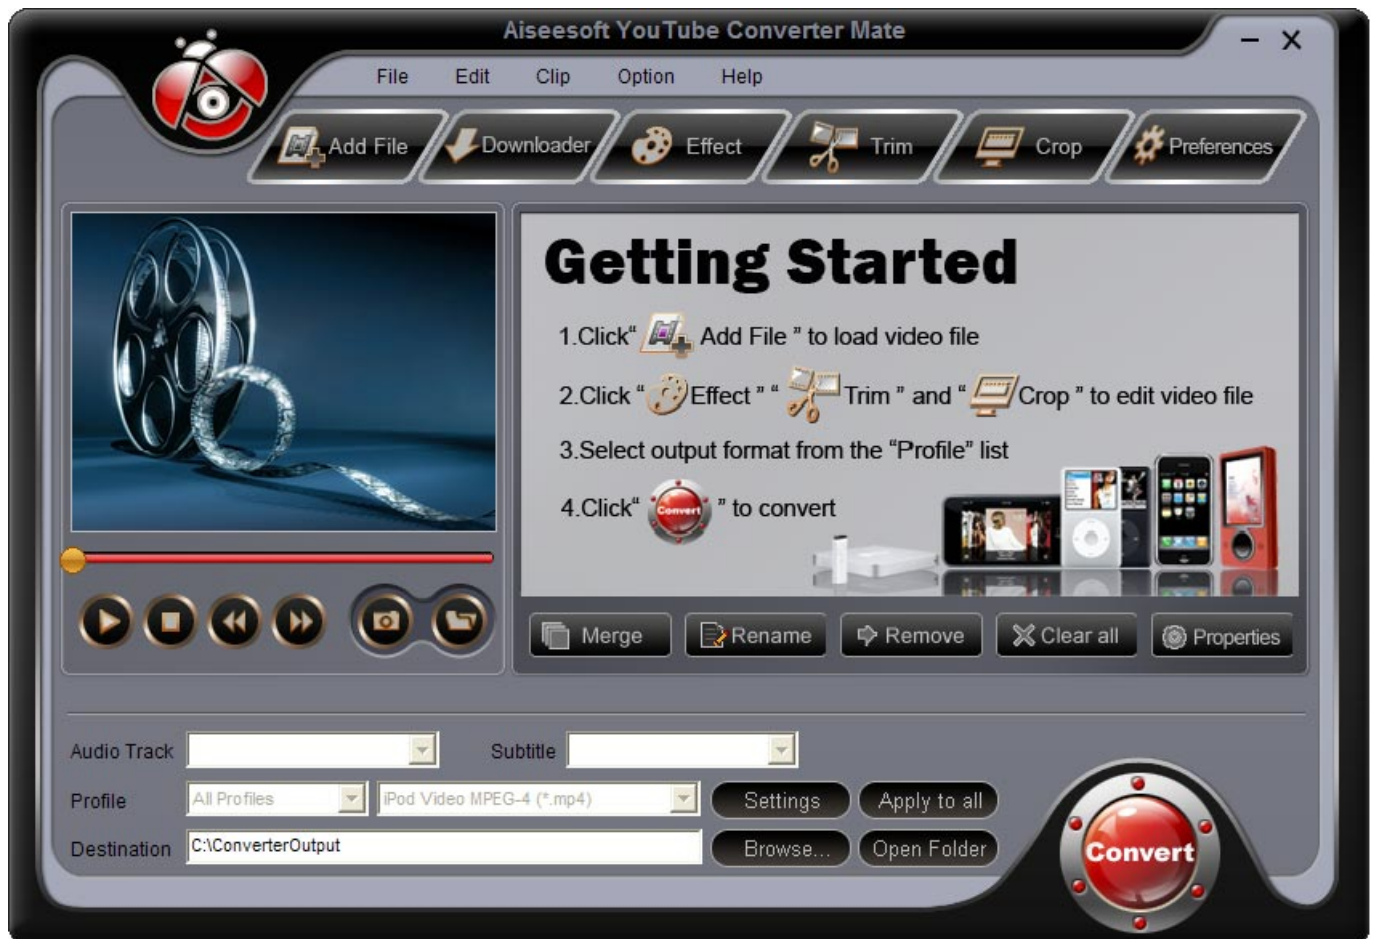 Aiseesoft YouTube Converter Mate
File Edit Clip Option Help
Add File Downloader Effect Trim Crop Preferences
Getting Started
1.Click“ Add File ” to load video file
2.Click “ Effect ” “ Trim ” and “ Crop ” to edit video file
3.Select output format from the “Profile” list
4.Click“ Convert ” to convert
Merge Rename Remove Clear all Properties
Audio Track Subtitle
Profile All Profiles iPod Video MPEG-4 (*.mp4) Settings Apply to all
Destination C:\ConverterOutput Browse... Open Folder
Convert